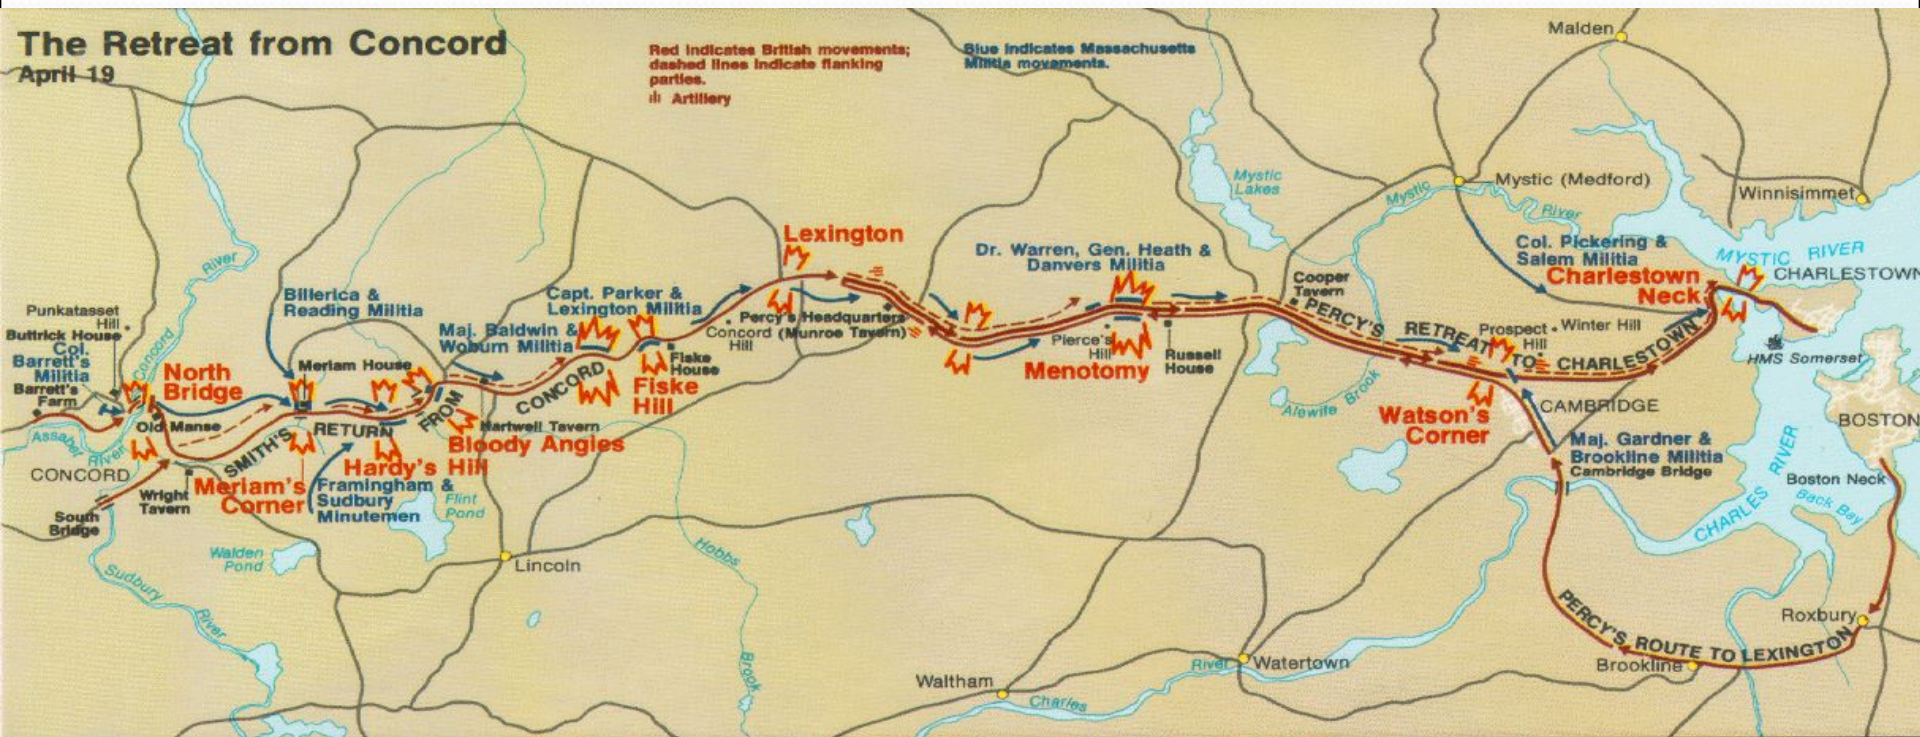 The Retreat from Concord
April 19
Red indicates British movements;
dashed lines indicate flanking
parties.
Artillery
Blue indicates Massachusetts
Militia movements.
Malden
Mystic (Medford)
Winnisimmet
Mystic
Lakes
Mystic
River
MYSTIC RIVER
Col. Pickering &
Salem Militia
Charlestown
Neck
CHARLESTOWN
Lexington
Dr. Warren, Gen. Heath &
Danvers Militia
Cooper
Tavern
River
Concord
Punkatasset
Hill
Buttrick House
Col.
Barrett's
Militia
Barrett's
Farm
North
Bridge
Old Manse
Billerica &
Reading Militia
Meriam House
Maj. Baldwin &
Woburn Militia
Capt. Parker &
Lexington Militia
Concord
Hill
Percy's Headquarters
(Munroe Tavern)
Fiske
House
Fiske
Hill
Pierce's
Hill
Menotomy
Russell
House
PERCY'S RETREAT TO CHARLESTOWN
Prospect
Hill
Winter Hill
HMS Somerset
Alewife Brook
Watson's
Corner
CAMBRIDGE
BOSTON
Assabet
River
CONCORD
South
Bridge
Wright
Tavern
SMITH'S RETURN FROM CONCORD
Meriam's
Corner
Hardy's Hill
Bloody Angles
Hartwell Tavern
Framingham &
Sudbury
Minutemen
Flint
Pond
Walden
Pond
Sudbury
River
Lincoln
Hobbs
Brook
Maj. Gardner &
Brookline Militia
Cambridge Bridge
CHARLES RIVER
Boston Neck
Back Bay
Roxbury
PERCY'S ROUTE TO LEXINGTON
Brookline
Watertown
River
Waltham
Charles